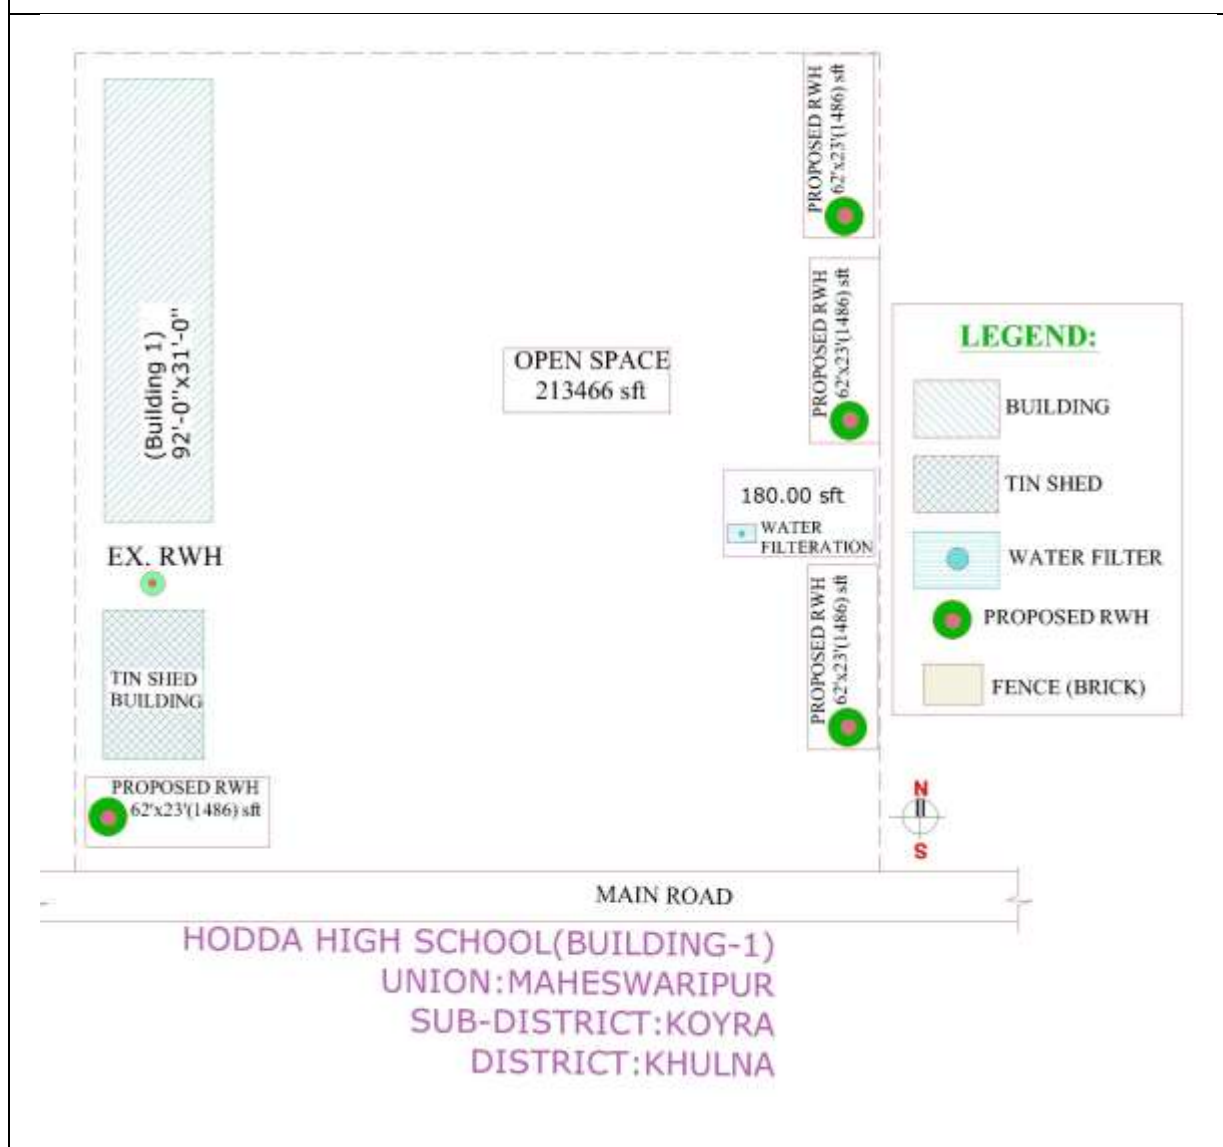 PROPOSED RWH
62'x23'(1486) sft
PROPOSED RWH
62'x23'(1486) sft
(Building 1)
92'-0"x31'-0"
OPEN SPACE
213466 sft
LEGEND:
BUILDING
TIN SHED
WATER FILTER
PROPOSED RWH
FENCE (BRICK)
180.00 sft
WATER
FILTERATION
EX. RWH
PROPOSED RWH
62'x23'(1486) sft
TIN SHED
BUILDING
PROPOSED RWH
62'x23'(1486) sft
N
S
MAIN ROAD
HODDA HIGH SCHOOL(BUILDING-1)
UNION:MAHESWARIPUR
SUB-DISTRICT:KOYRA
DISTRICT:KHULNA